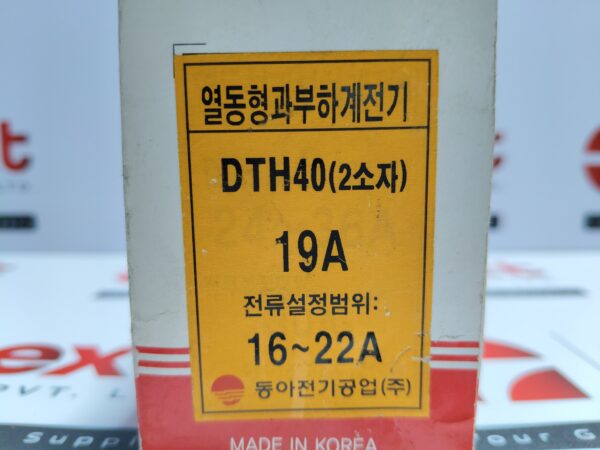 열동형과부하계전기
DTH40(2소자)
19A
전류설정범위:
16~22A
동아전기공업(주)
MADE IN KOREA